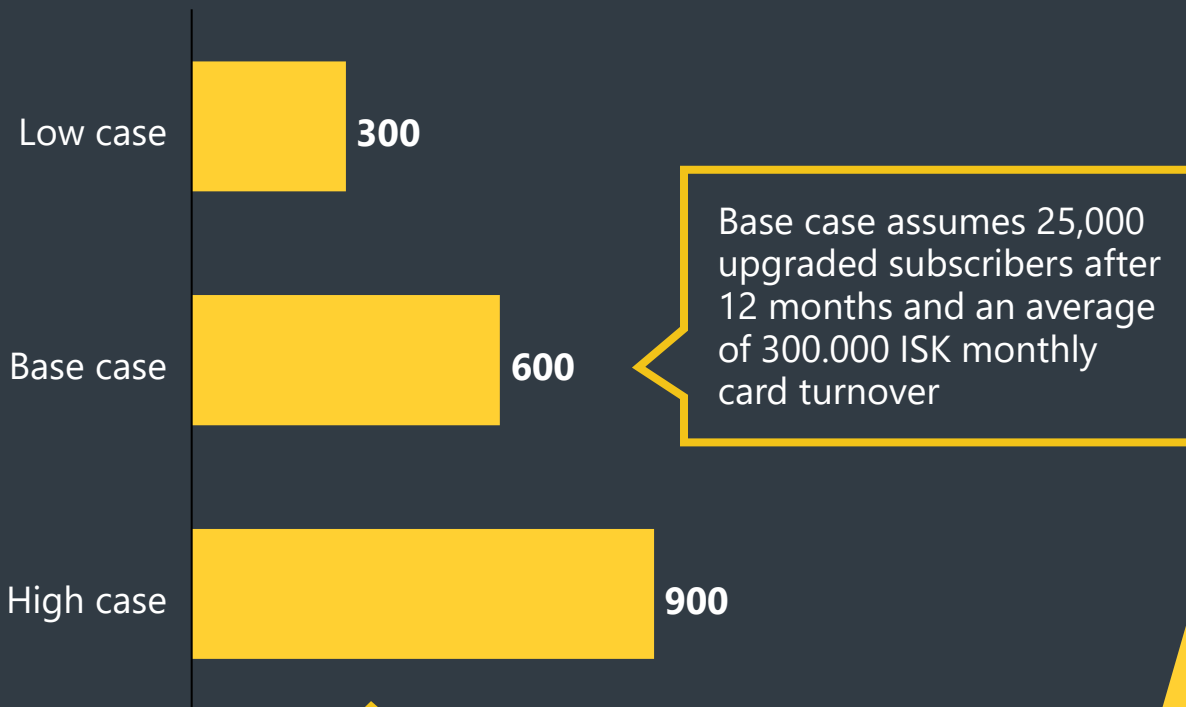 Low case
300
Base case
600
Base case assumes 25,000
upgraded subscribers after
12 months and an average
of 300.000 ISK monthly
card turnover
High case
900